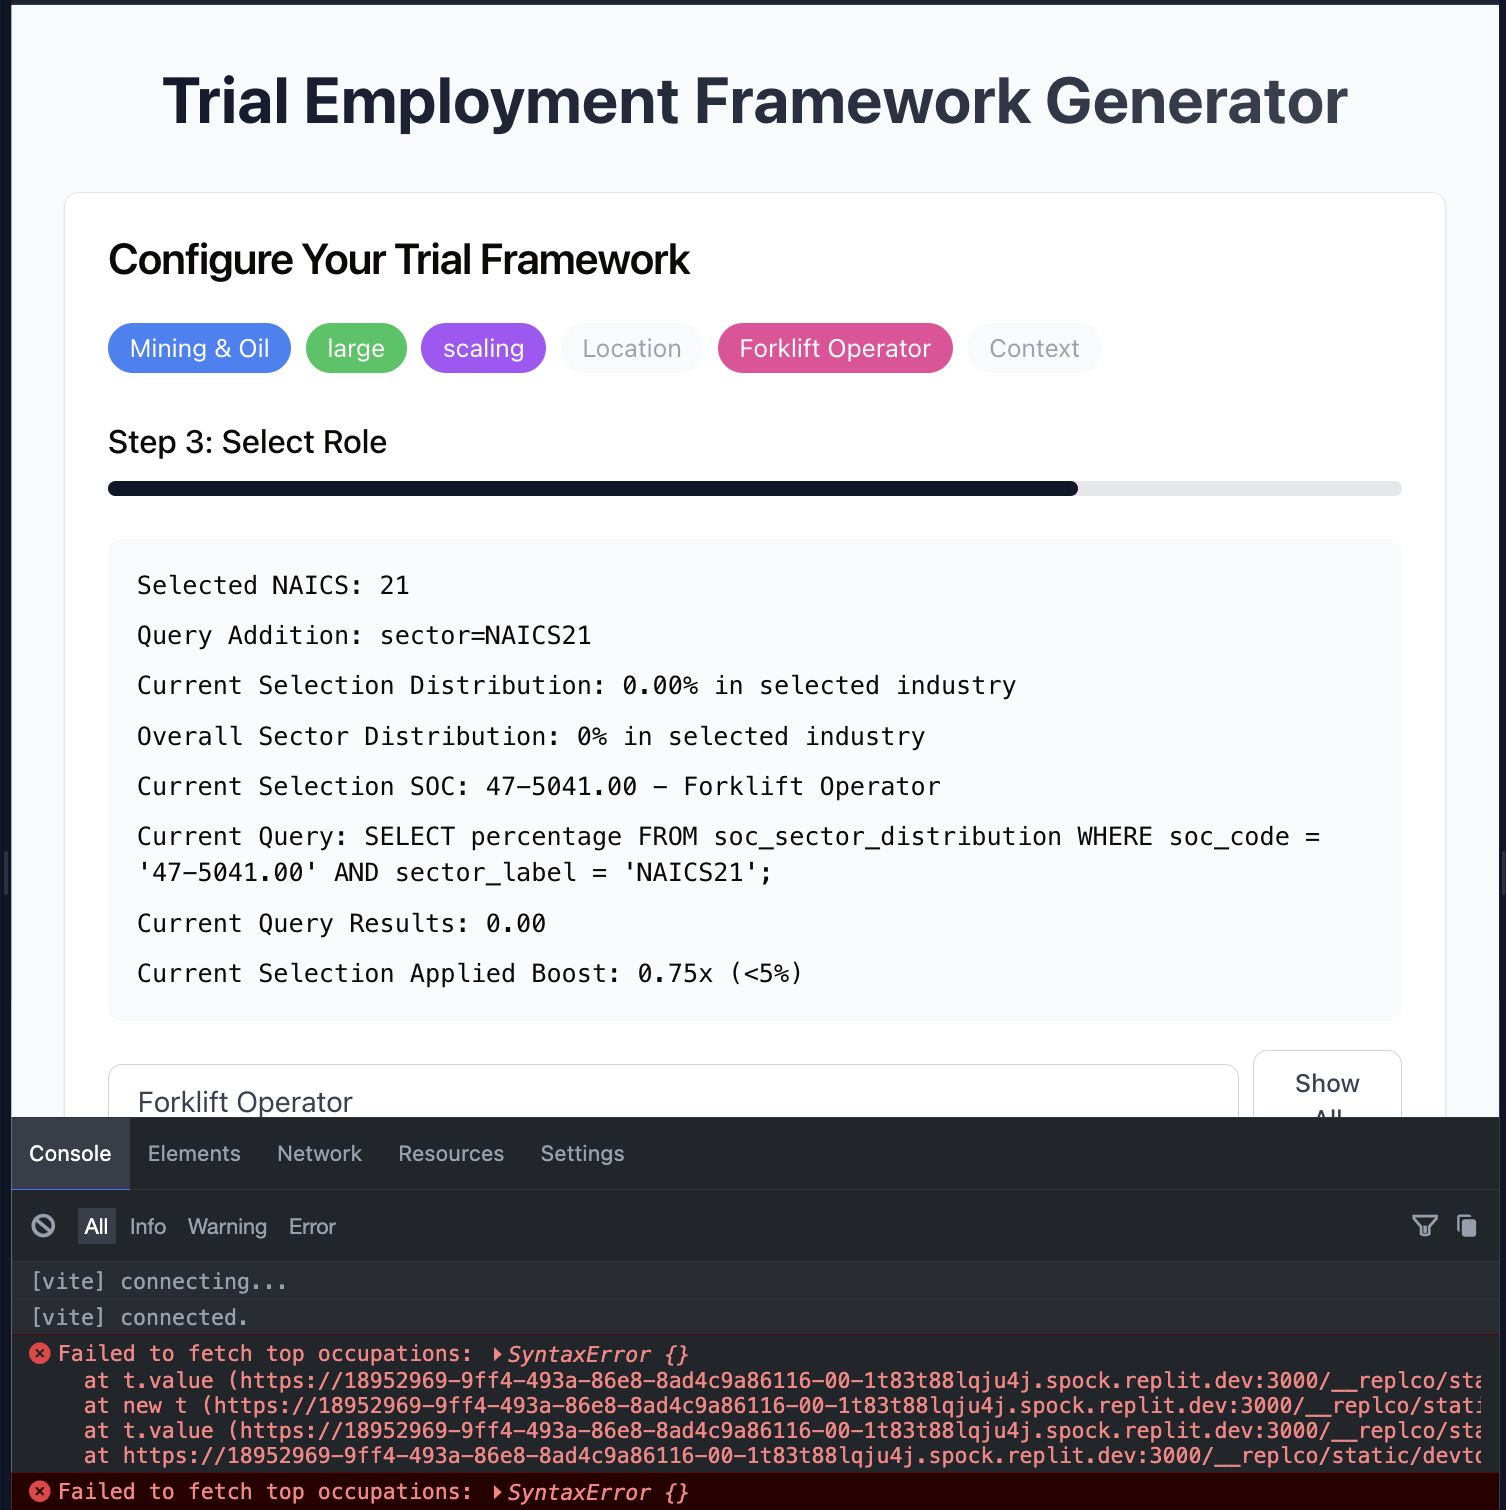 Trial Employment Framework Generator
Configure Your Trial Framework
Mining & Oil large scaling Location Forklift Operator Context
Step 3: Select Role
Selected NAICS: 21
Query Addition: sector=NAICS21
Current Selection Distribution: 0.00% in selected industry
Overall Sector Distribution: 0% in selected industry
Current Selection SOC: 47-5041.00 - Forklift Operator
Current Query: SELECT percentage FROM soc_sector_distribution WHERE soc_code =
'47-5041.00' AND sector_label = 'NAICS21';
Current Query Results: 0.00
Current Selection Applied Boost: 0.75x (<5%)
Forklift Operator
Show
All
Console Elements Network Resources Settings
All Info Warning Error
[vite] connecting...
[vite] connected.
Failed to fetch top occupations: SyntaxError {}
at t.value (https://18952969-9ff4-493a-86e8-8ad4c9a86116-00-1t83t88lqju4j.spock.replit.dev:3000/__replco/sta
at new t (https://18952969-9ff4-493a-86e8-8ad4c9a86116-00-1t83t88lqju4j.spock.replit.dev:3000/__replco/stati
at t.value (https://18952969-9ff4-493a-86e8-8ad4c9a86116-00-1t83t88lqju4j.spock.replit.dev:3000/__replco/sta
at https://18952969-9ff4-493a-86e8-8ad4c9a86116-00-1t83t88lqju4j.spock.replit.dev:3000/__replco/static/devto
Failed to fetch top occupations: SyntaxError {}